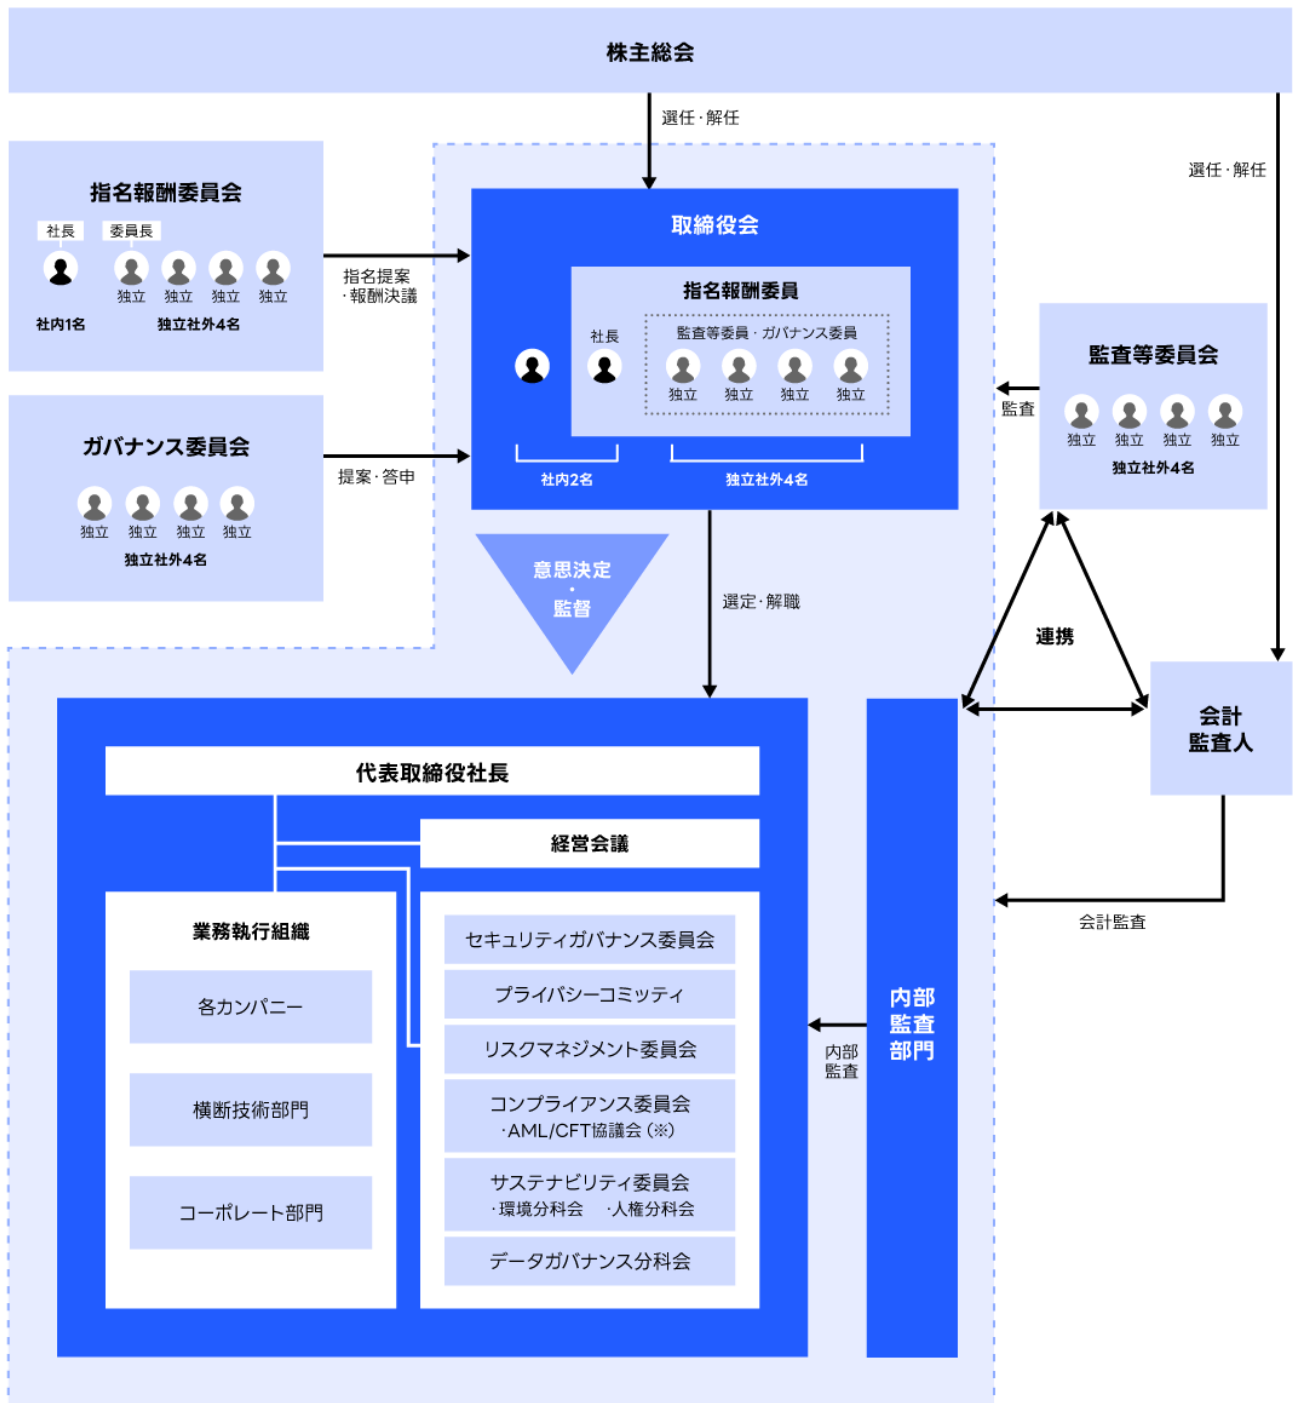 株主総会
選任・解任
選任・解任
指名報酬委員会
社長
委員長
独立
独立
独立
独立
社内1名
独立社外4名
指名提案
・報酬決議
取締役会
指名報酬委員
社長
監査等委員・ガバナンス委員
独立
独立
独立
独立
社内2名
独立社外4名
監査等委員会
独立
独立
独立
独立
独立社外4名
監査
ガバナンス委員会
独立
独立
独立
独立
独立社外4名
提案・答申
意思決定
・
監督
選定・解職
連携
会計
監査人
会計監査
代表取締役社長
経営会議
業務執行組織
各カンパニー
横断技術部門
コーポレート部門
セキュリティガバナンス委員会
プライバシーコミッティ
リスクマネジメント委員会
コンプライアンス委員会
・AML/CFT協議会（※）
サステナビリティ委員会
・環境分科会　・人権分科会
データガバナンス分科会
内部
監査
内部
監査
部門